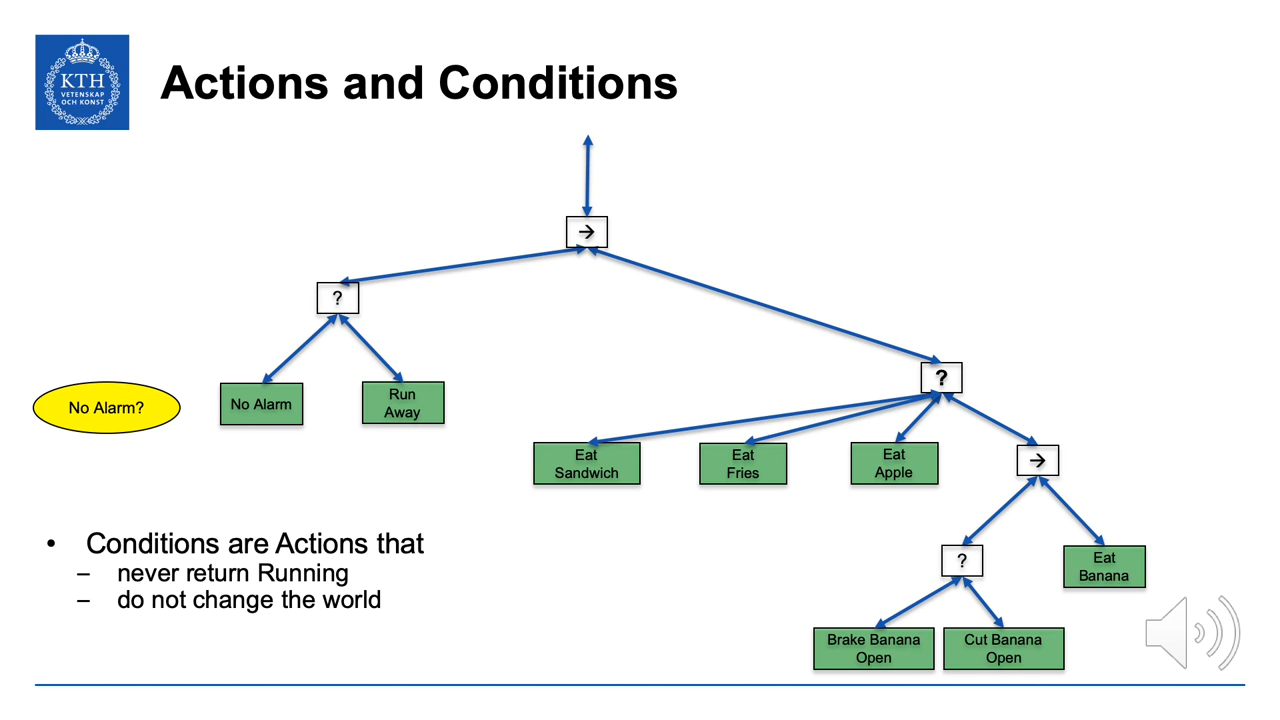 KTH
VETENSKAP
OCH KONST
Actions and Conditions
→
?
?
No Alarm?
No Alarm
Run
Away
Eat
Sandwich
Eat
Fries
Eat
Apple
→
?
Eat
Banana
Brake Banana
Open
Cut Banana
Open
• Conditions are Actions that
– never return Running
– do not change the world